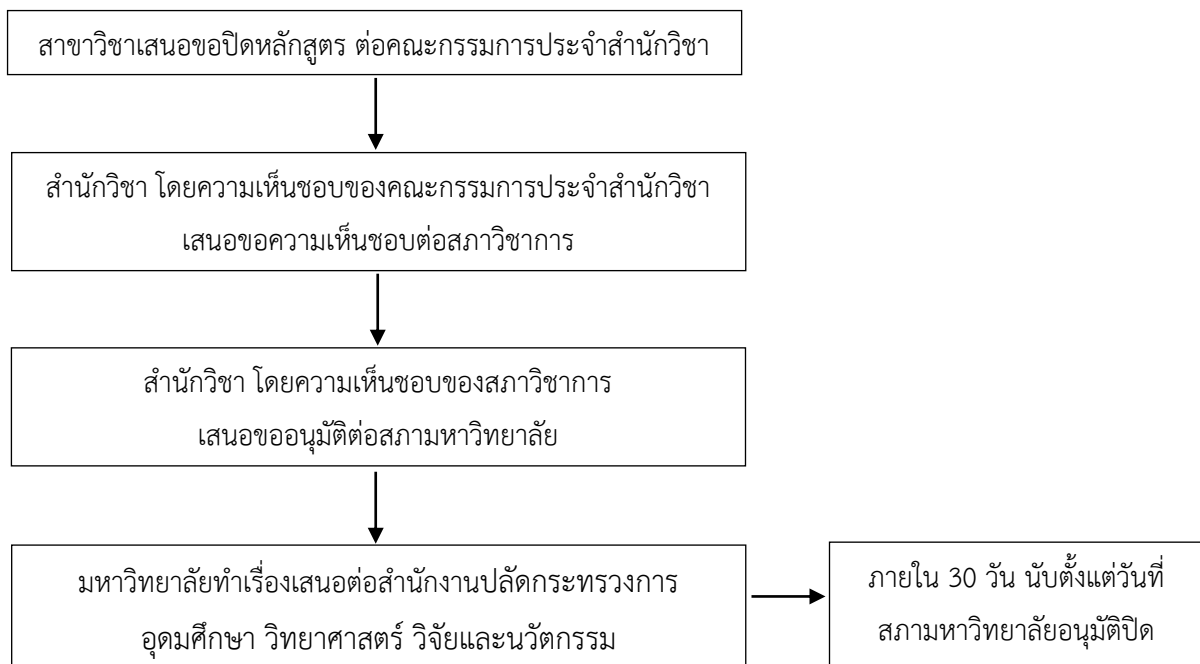 สาขาวิชาเสนอขอปิดหลักสูตร ต่อคณะกรรมการประจำสำนักวิชา
สำนักวิชา โดยความเห็นชอบของคณะกรรมการประจำสำนักวิชา
เสนอขอความเห็นชอบต่อสภาวิชาการ
สำนักวิชา โดยความเห็นชอบของสภาวิชาการ
เสนอขออนุมัติต่อสภามหาวิทยาลัย
มหาวิทยาลัยทำเรื่องเสนอต่อสำนักงานปลัดกระทรวงการ
อุดมศึกษา วิทยาศาสตร์ วิจัยและนวัตกรรม
ภายใน 30 วัน นับตั้งแต่วันที่
สภามหาวิทยาลัยอนุมัติปิด